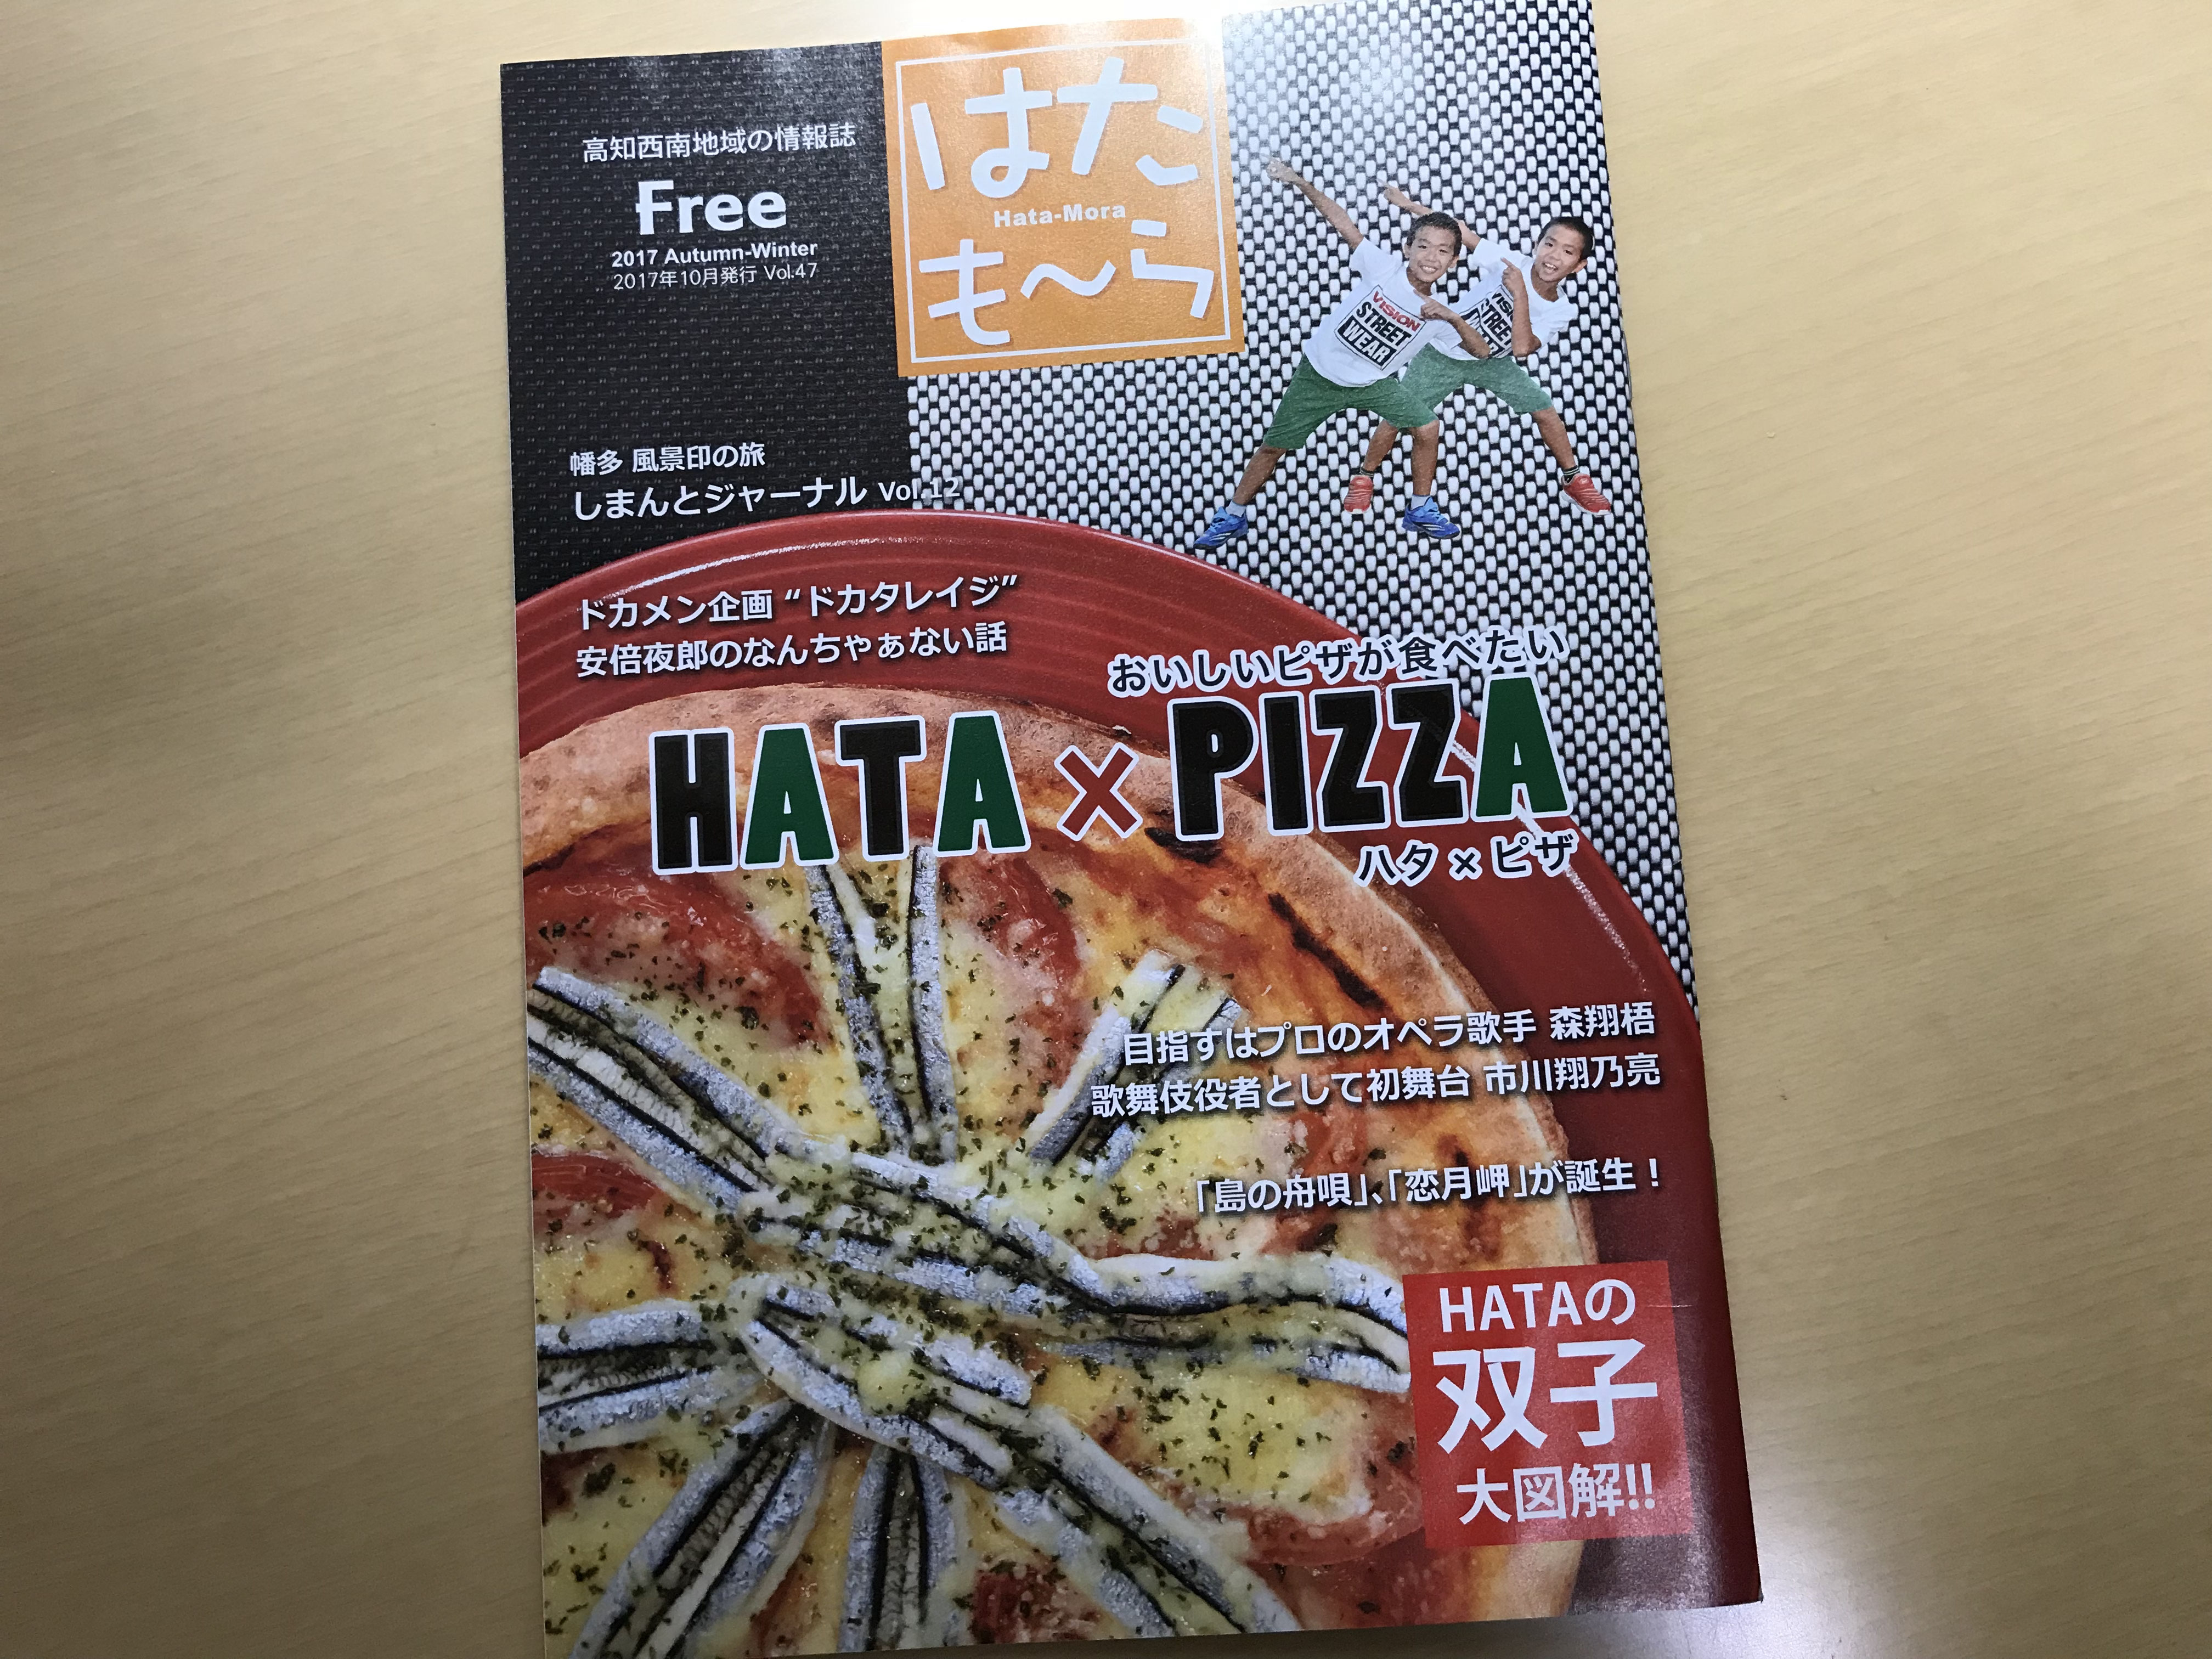 高知西南地域の情報誌
Free
2017 Autumn-Winter
2017年10月発行 Vol.47
はた
Hata-Mora
も〜ら
VISION
STREET
WEAR
VISI
STREE
幡多 風景印の旅
しまんとジャーナル Vol.12
ドカメン企画 “ドカタレイジ”
安倍夜郎のなんちゃぁない話
おいしいピザが食べたい
HATA × PIZZA
ハタ × ピザ
目指すはプロのオペラ歌手 森翔梧
歌舞伎役者として初舞台 市川翔乃亮
「島の舟唄」、「恋月岬」が誕生！
HATAの
双子
大図解!!